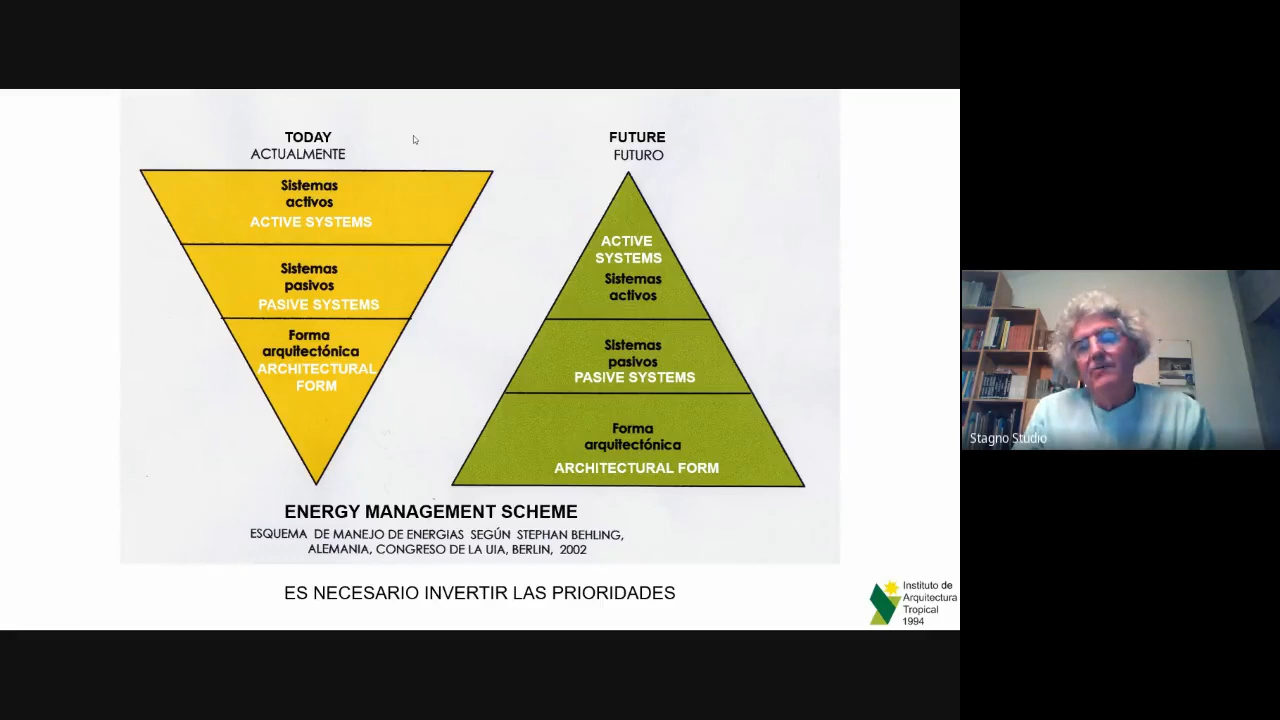 TODAY
ACTUALMENTE
Sistemas
activos
ACTIVE SYSTEMS
Sistemas
pasivos
PASIVE SYSTEMS
Forma
arquitectónica
ARCHITECTURAL
FORM
FUTURE
FUTURO
ACTIVE
SYSTEMS
Sistemas
activos
Sistemas
pasivos
PASIVE SYSTEMS
Forma
arquitectónica
ARCHITECTURAL FORM
ENERGY MANAGEMENT SCHEME
ESQUEMA DE MANEJO DE ENERGIAS SEGÚN STEPHAN BEHLING,
ALEMANIA, CONGRESO DE LA UIA, BERLIN, 2002
ES NECESARIO INVERTIR LAS PRIORIDADES
Instituto de
Arquitectura
Tropical
1994
Stagno Studio